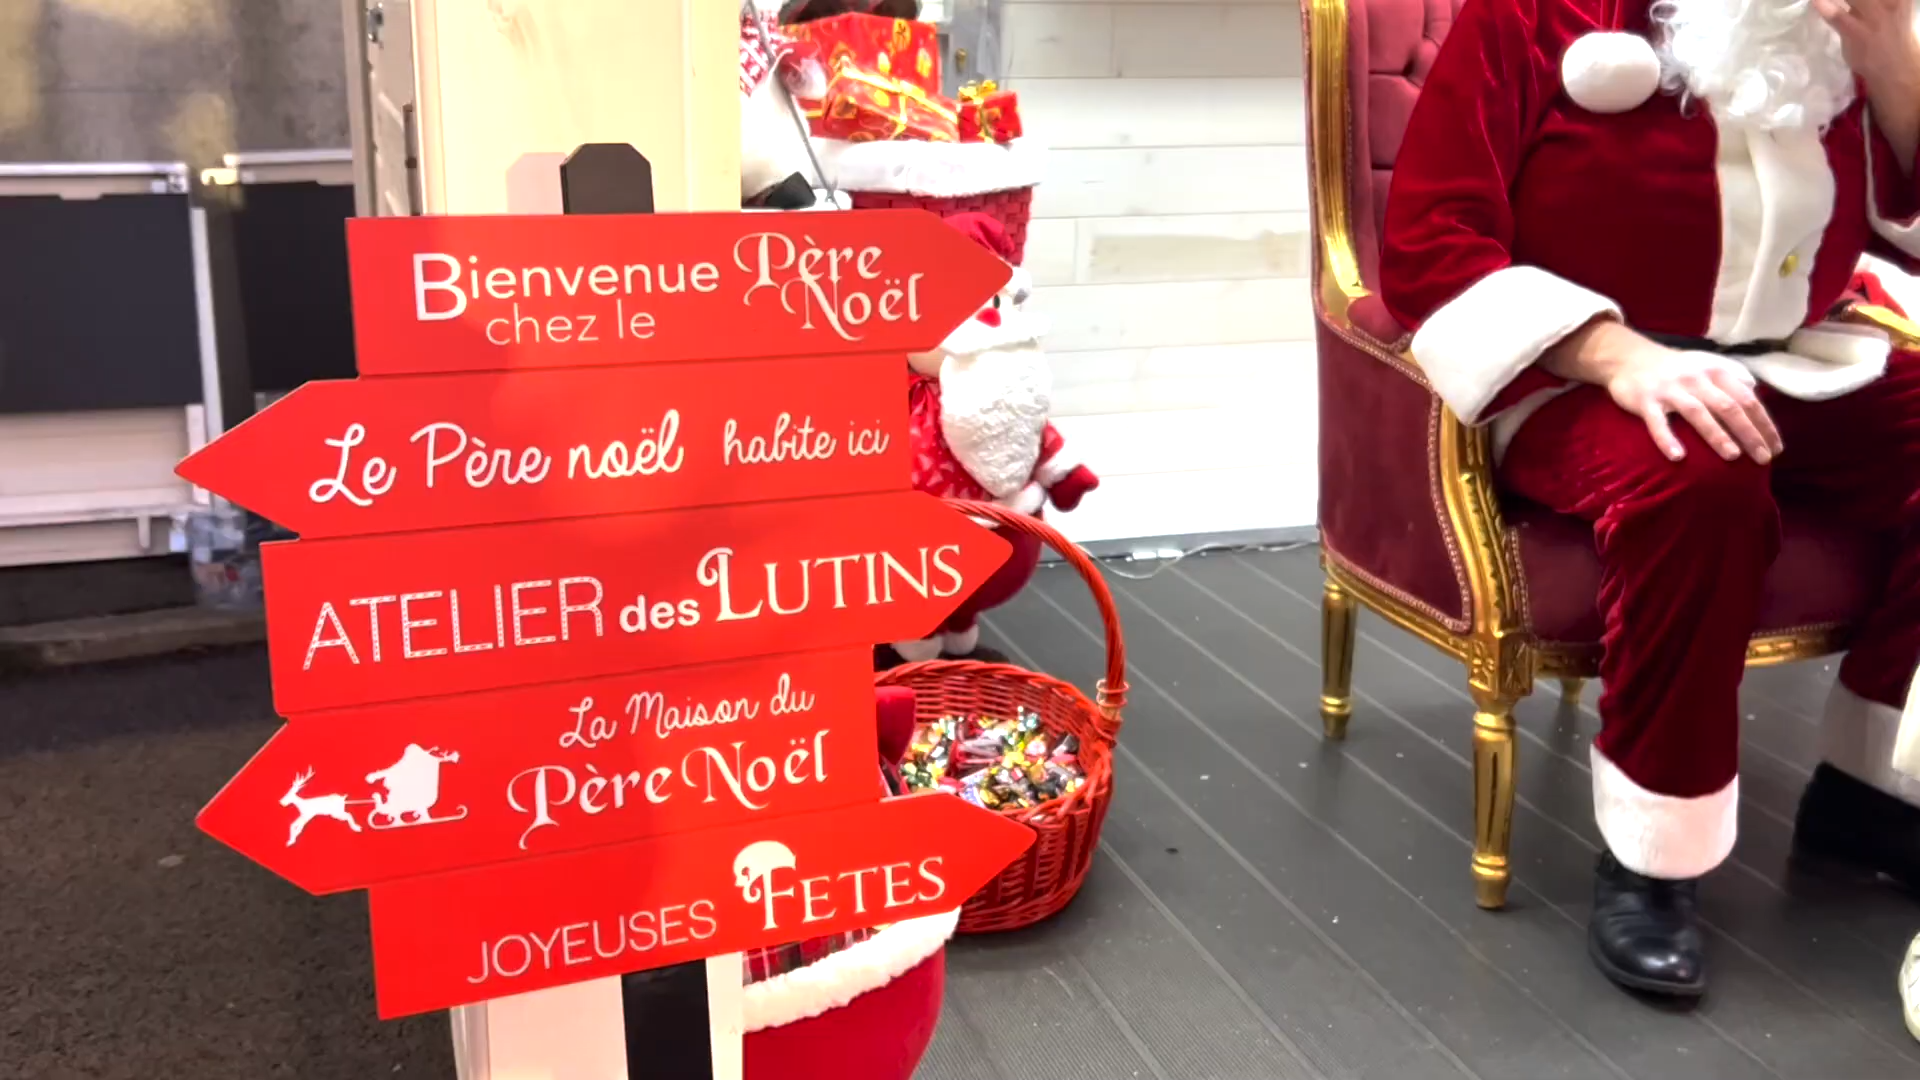 Bienvenue
chez le
Père
Noël
Le Père noël habite ici
ATELIER des LUTINS
La Maison du
Père Noël
JOYEUSES FETES